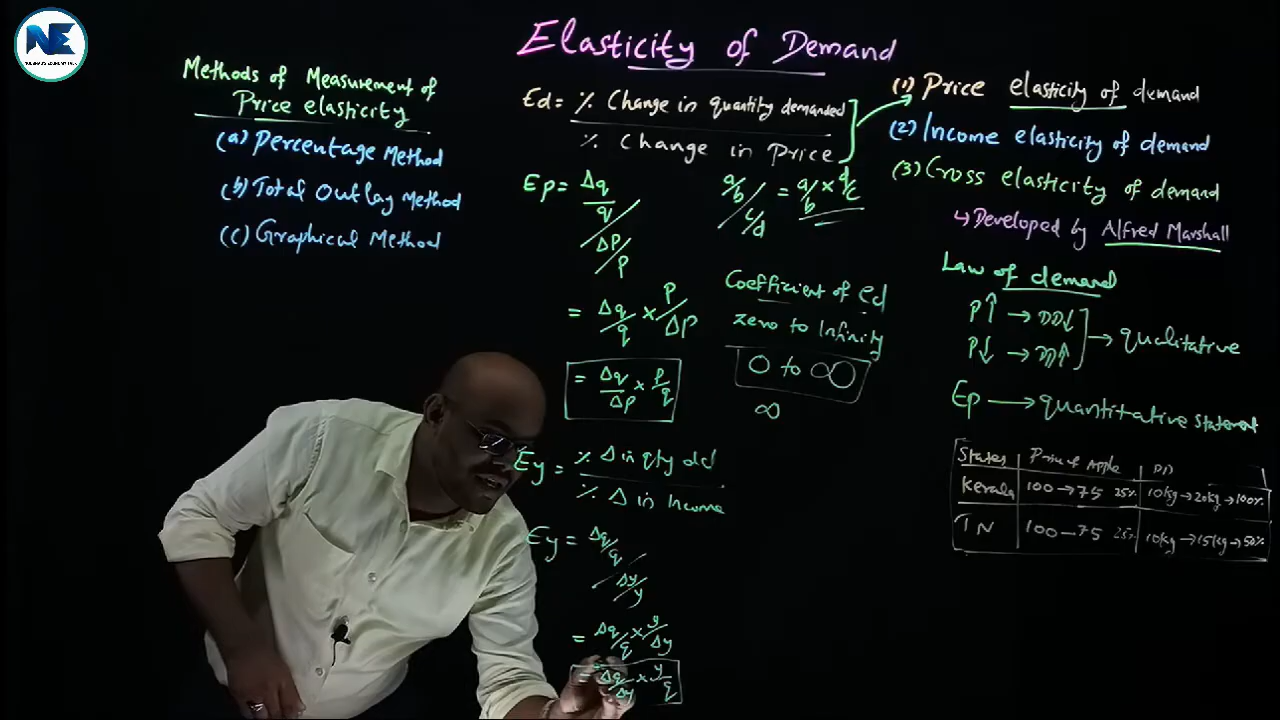 NE
Elasticity of Demand
Methods of Measurement of
Price elasticity
(a) Percentage Method
(b) Total Outlay Method
(c) Graphical Method
Ed = % Change in quantity demanded
% Change in Price
Ep = Δq/q
Δp/p
a/b / c/d = a/b × d/c
= Δq/q × P/Δp
= Δq/Δp × P/q
Coefficient of ed
zero to Infinity
0 to ∞
∞
Ey = % Δ in qty dd
% Δ in Income
Ey = Δq/q
Δy/y
= Δq/q × y/Δy
= Δq/Δy × y/q
(1) Price elasticity of demand
(2) Income elasticity of demand
(3) Cross elasticity of demand
↳ Developed by Alfred Marshall
Law of demand
P↑ → DD↓
P↓ → DD↑
→ qualitative
Ep → quantitative statement
States Price of Apple DD
Kerala 100 → 75 25% 10kg → 20kg → 100%
TN 100 → 75 25% 10kg → 15kg → 50%